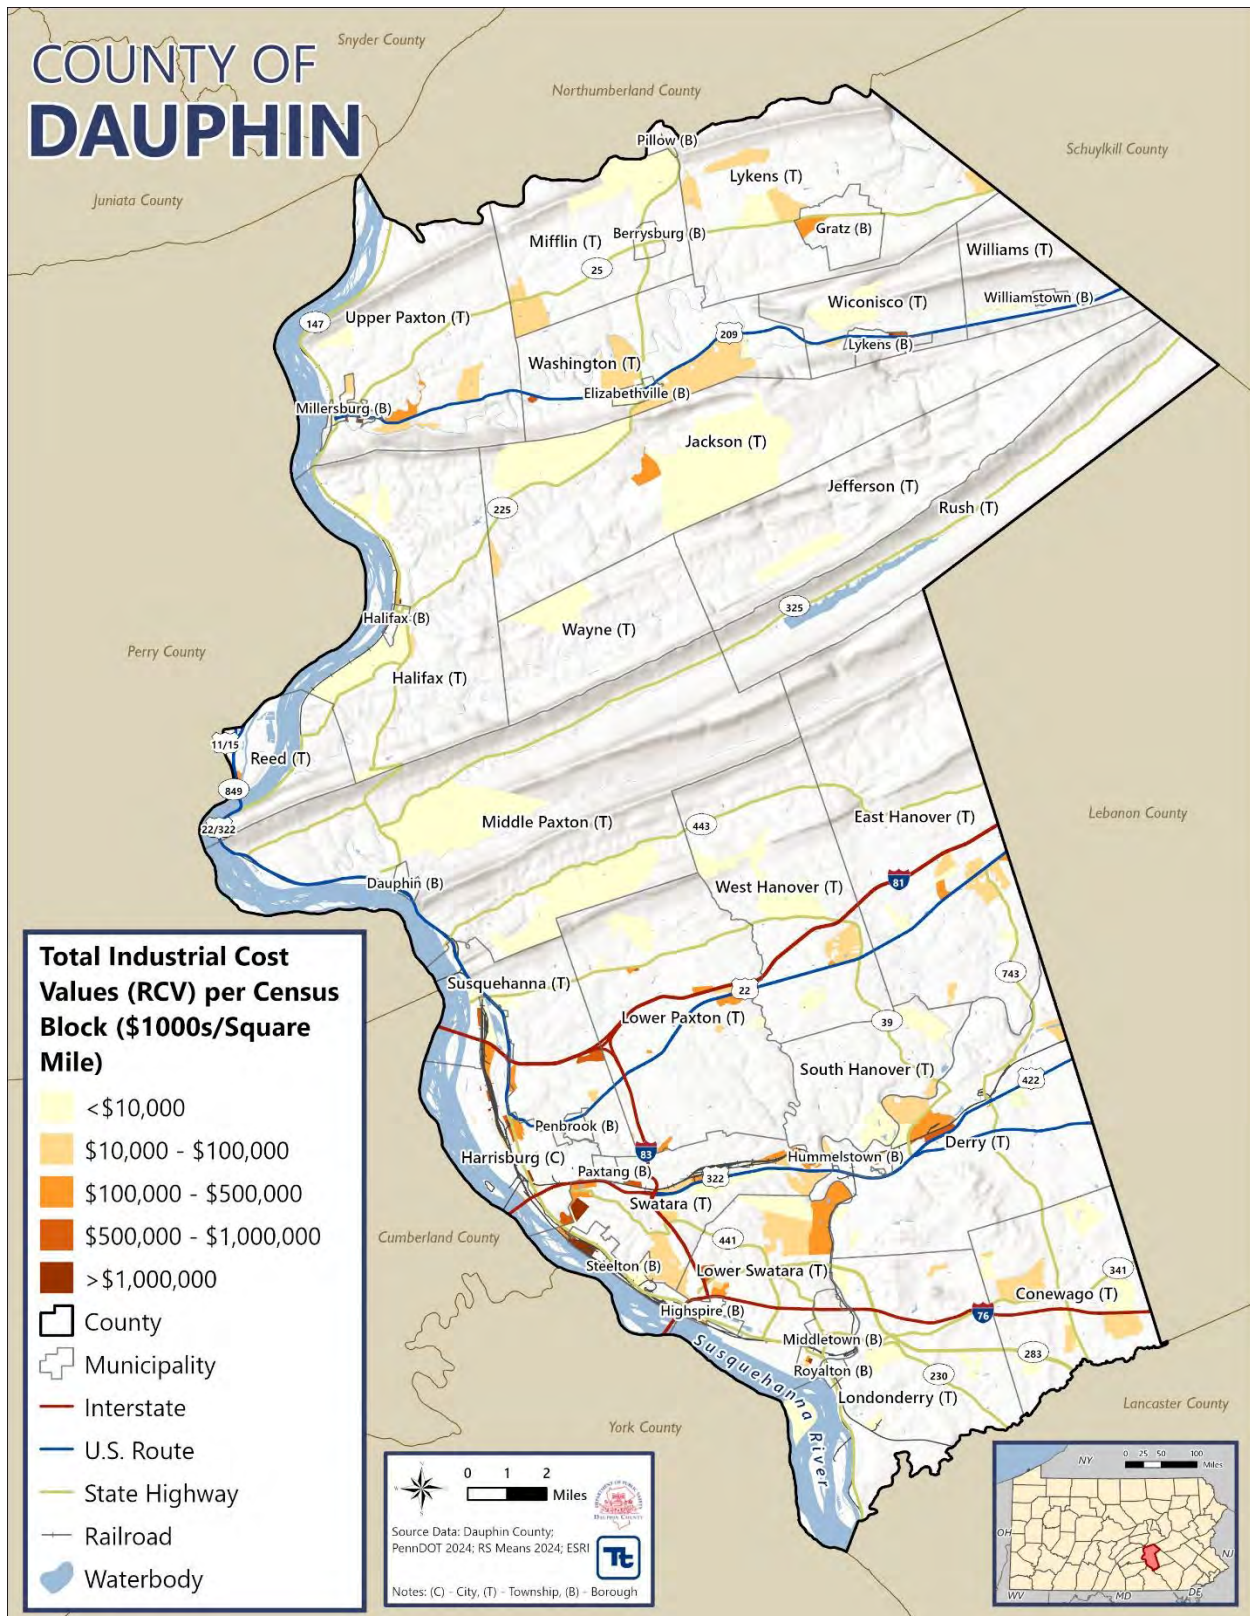 COUNTY OF
DAUPHIN
Snyder County
Northumberland County
Schuylkill County
Juniata County
Pillow (B)
Lykens (T)
Mifflin (T)
Berrysburg (B)
Gratz (B)
Williams (T)
25
Wiconisco (T)
Williamstown (B)
147
Upper Paxton (T)
209
Lykens (B)
Washington (T)
Elizabethville (B)
Millersburg (B)
Jackson (T)
Jefferson (T)
225
Rush (T)
325
Halifax (B)
Wayne (T)
Perry County
Halifax (T)
11/15
Reed (T)
849
22/322
Middle Paxton (T)
443
East Hanover (T)
Lebanon County
Dauphin (B)
West Hanover (T)
81
743
Susquehanna (T)
22
Lower Paxton (T)
39
South Hanover (T)
422
Penbrook (B)
Derry (T)
83
Harrisburg (C)
Hummelstown (B)
Paxtang (B)
322
Swatara (T)
Cumberland County
441
Steelton (B)
Lower Swatara (T)
341
Conewago (T)
Highspire (B)
76
Middletown (B)
283
Royalton (B)
230
Londonderry (T)
Susquehanna River
York County
Lancaster County
Total Industrial Cost
Values (RCV) per Census
Block ($1000s/Square
Mile)
<$10,000
$10,000 - $100,000
$100,000 - $500,000
$500,000 - $1,000,000
>$1,000,000
County
Municipality
Interstate
U.S. Route
State Highway
Railroad
Waterbody
0 1 2
Miles
DAUPHIN COUNTY
Source Data: Dauphin County;
PennDOT 2024; RS Means 2024; ESRI
Tt
Notes: (C) - City, (T) - Township, (B) - Borough
0 25 50 100
Miles
NY
OH
NJ
WV
MD
DE